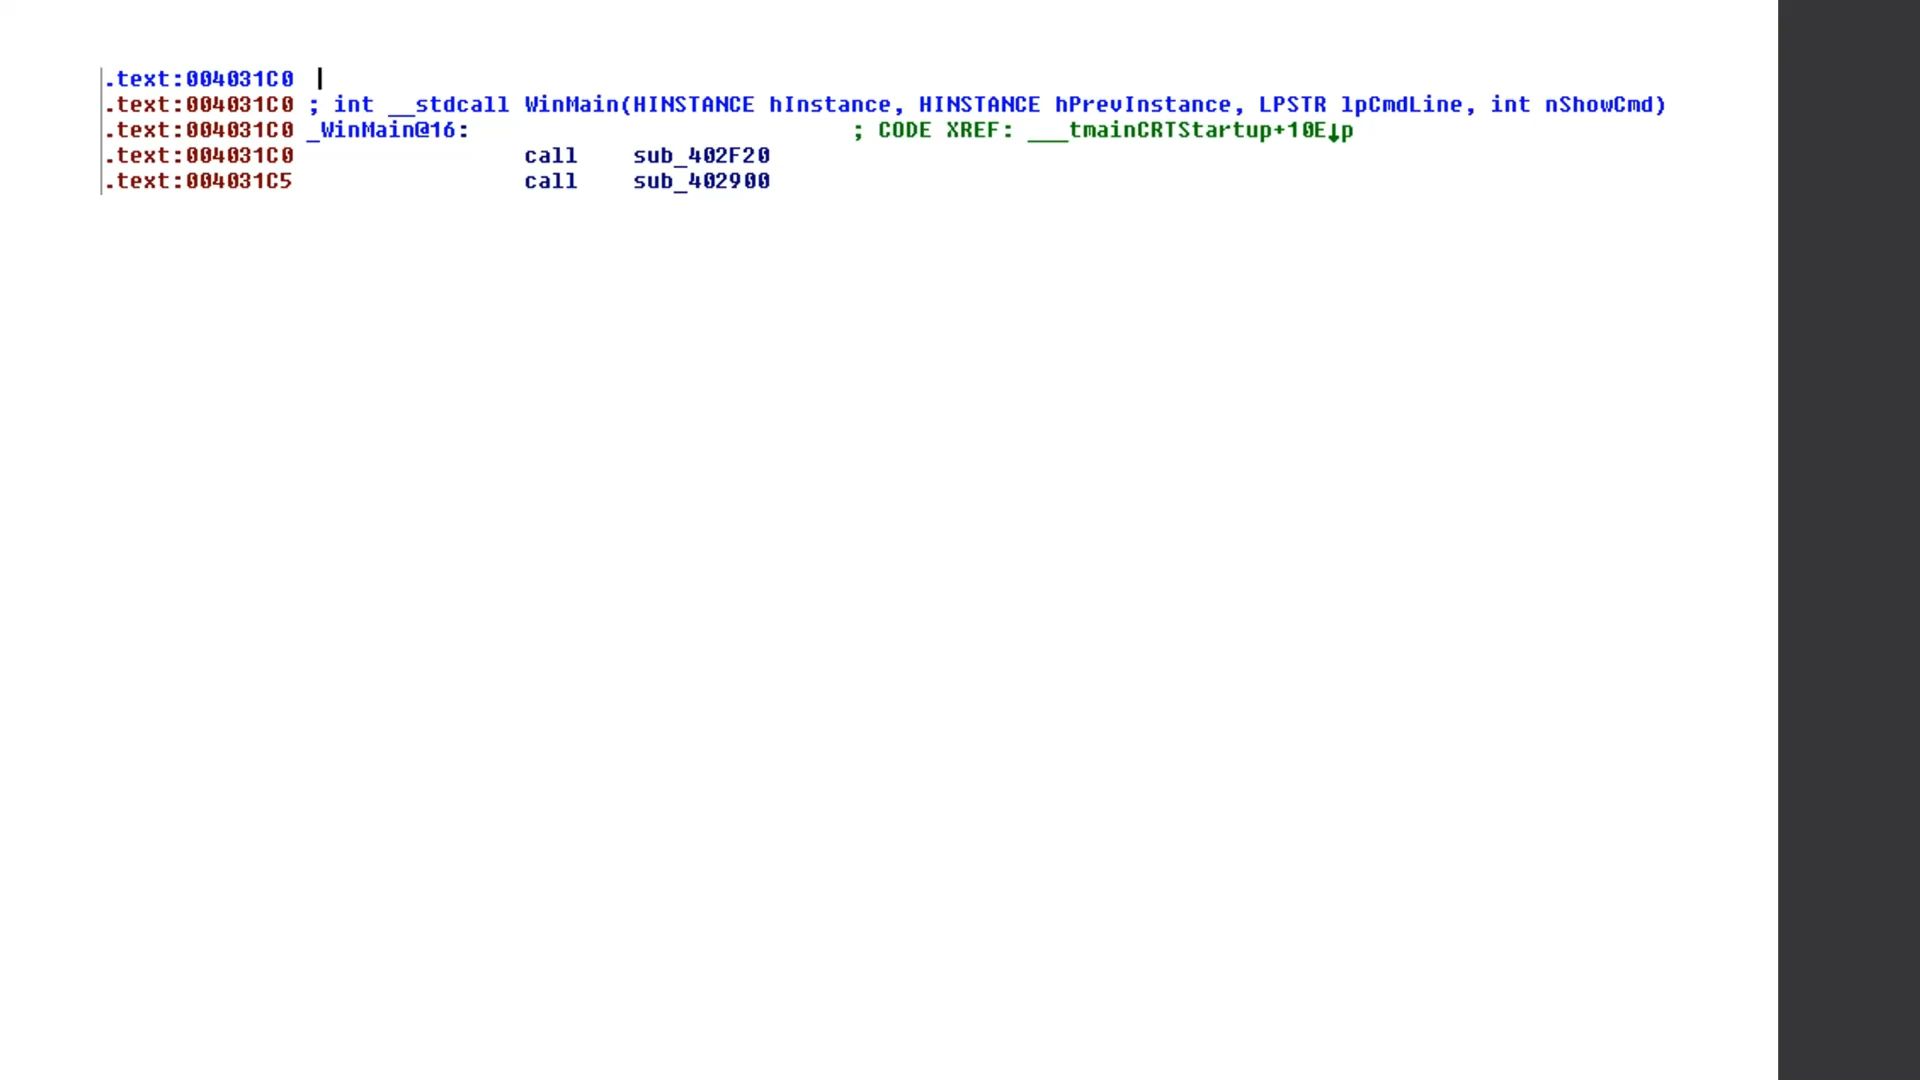 .text:004031C0
.text:004031C0 ; int __stdcall WinMain(HINSTANCE hInstance, HINSTANCE hPrevInstance, LPSTR lpCmdLine, int nShowCmd)
.text:004031C0 _WinMain@16: ; CODE XREF: ___tmainCRTStartup+10E↓p
.text:004031C0 call sub_402F20
.text:004031C5 call sub_402900